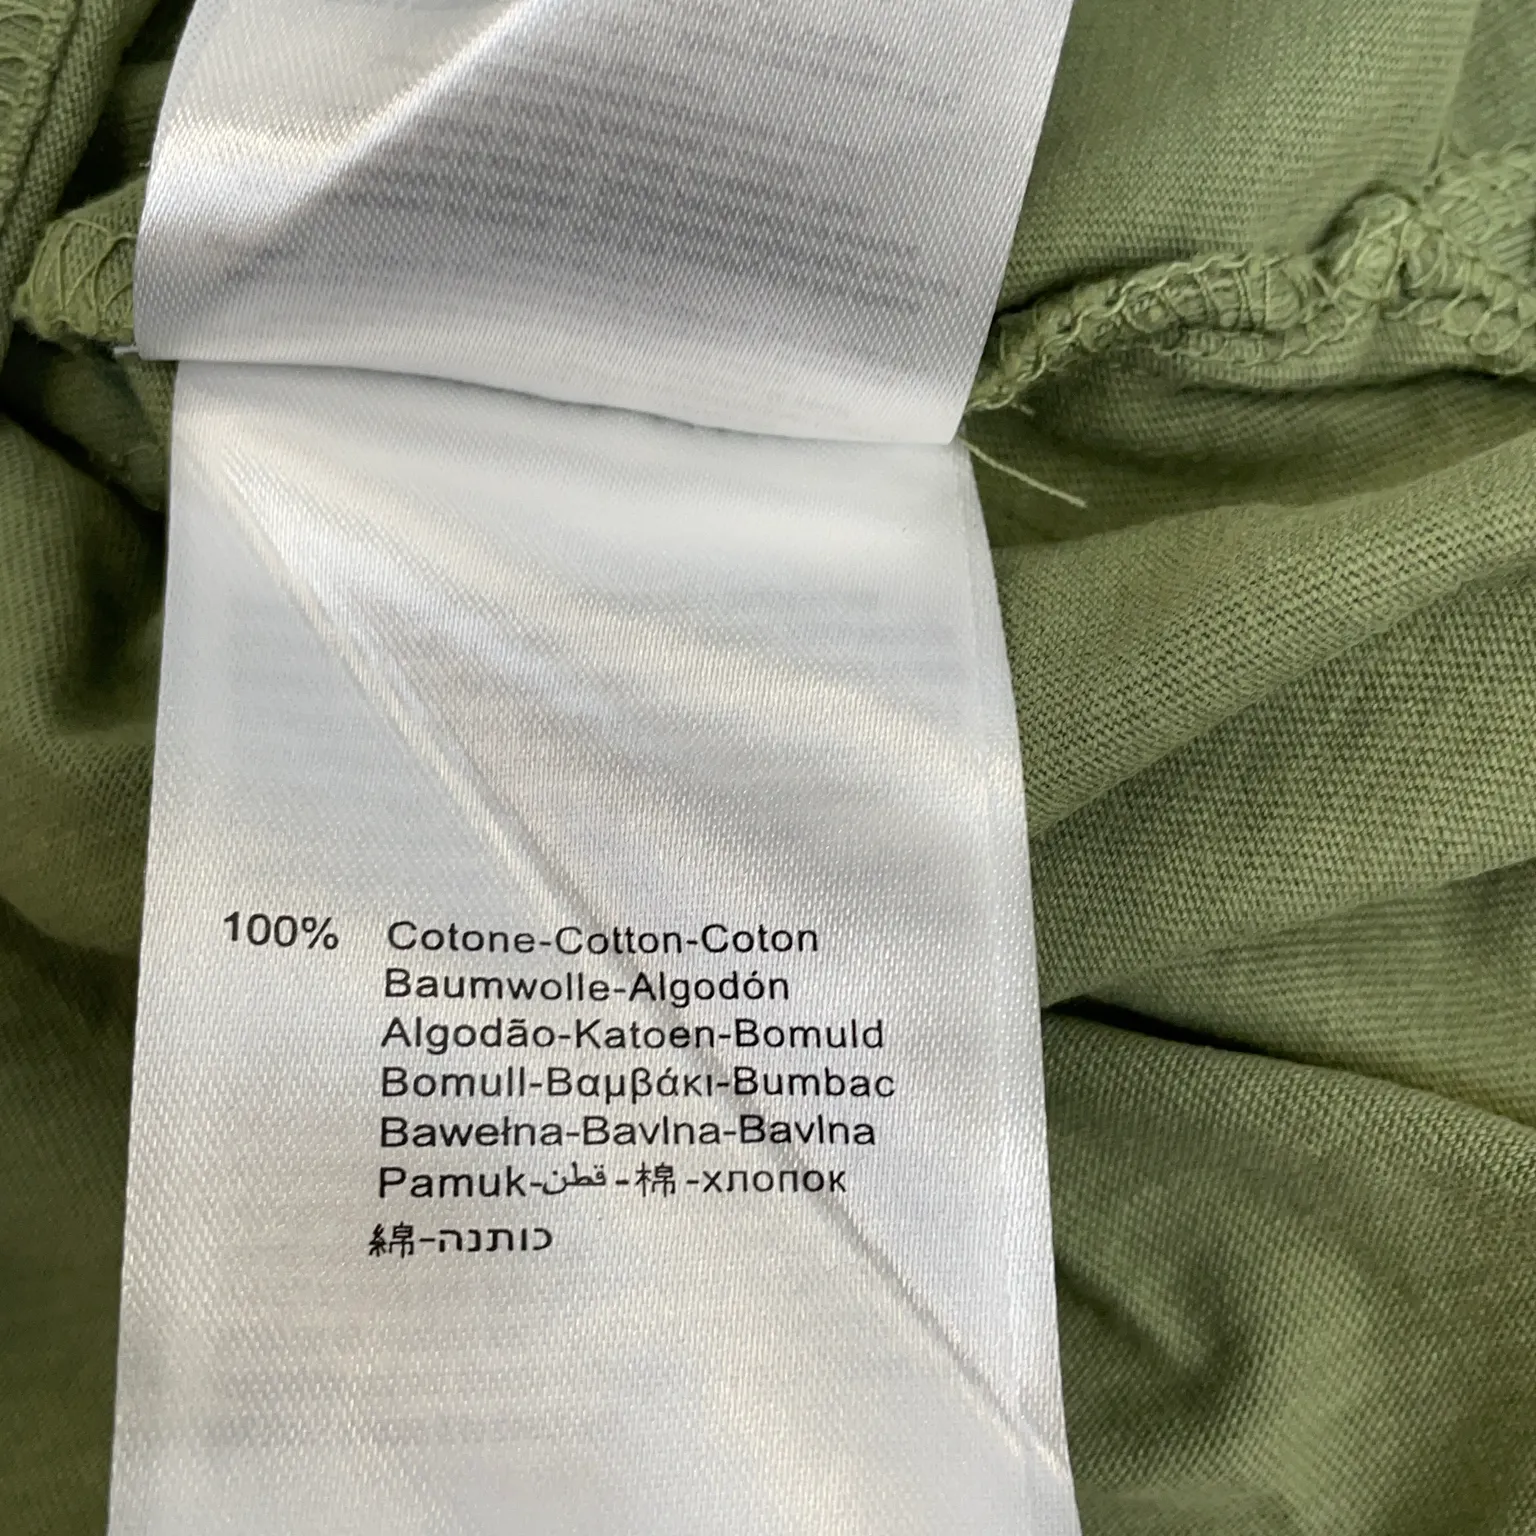 100% Cotone-Cotton-Coton
Baumwolle-Algodón
Algodão-Katoen-Bomuld
Bomull-Βαμβάκι-Bumbac
Bawełna-Bavlna-Bavlna
Pamuk-قطن-棉-хлопок
綿-כותנה